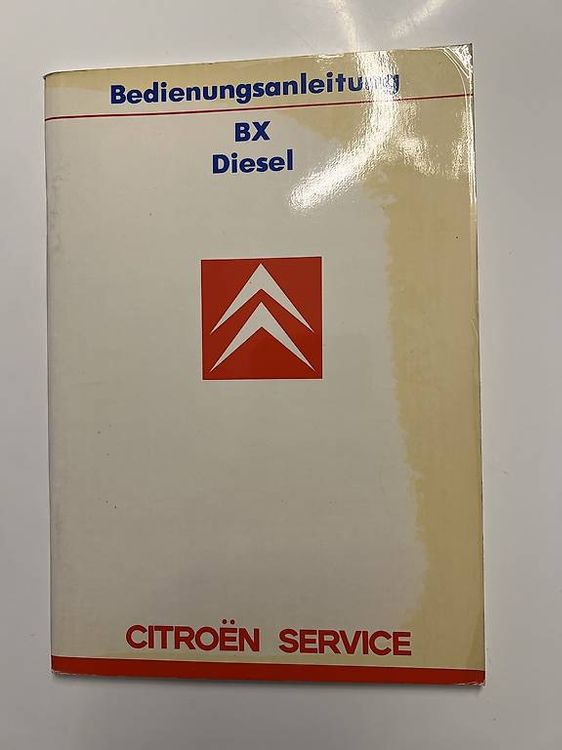 Bedienungsanleitung
BX
Diesel
CITROËN SERVICE